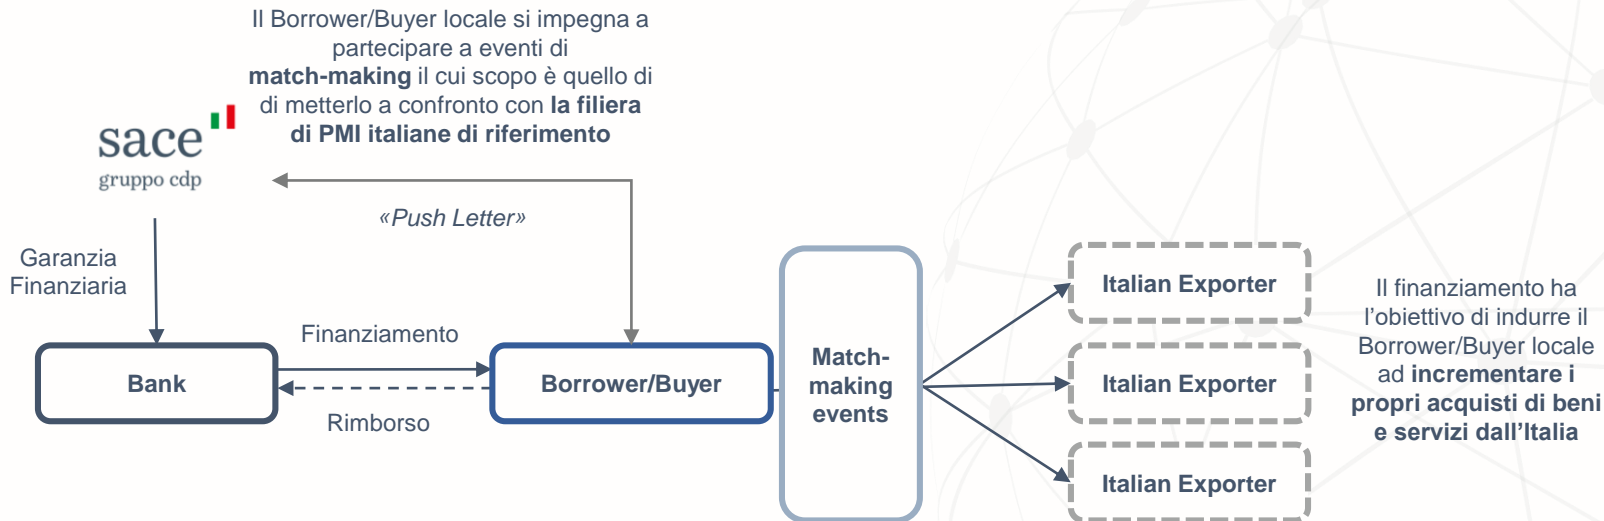 Il Borrower/Buyer locale si impegna a
partecipare a eventi di
match-making il cui scopo è quello di
di metterlo a confronto con la filiera
di PMI italiane di riferimento
sace
gruppo cdp
«Push Letter»
Garanzia
Finanziaria
Finanziamento
Bank
Rimborso
Borrower/Buyer
Match-
making
events
Italian Exporter
Italian Exporter
Italian Exporter
Il finanziamento ha
l’obiettivo di indurre il
Borrower/Buyer locale
ad incrementare i
propri acquisti di beni
e servizi dall’Italia